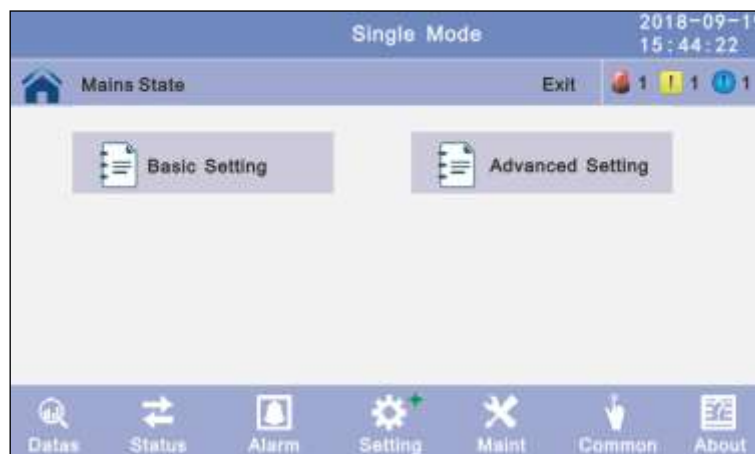 Single Mode
2018-09-1
15:44:22
Mains State Exit 1 ! 1 ! 1
Basic Setting Advanced Setting
Datas Status Alarm Setting Maint Common About